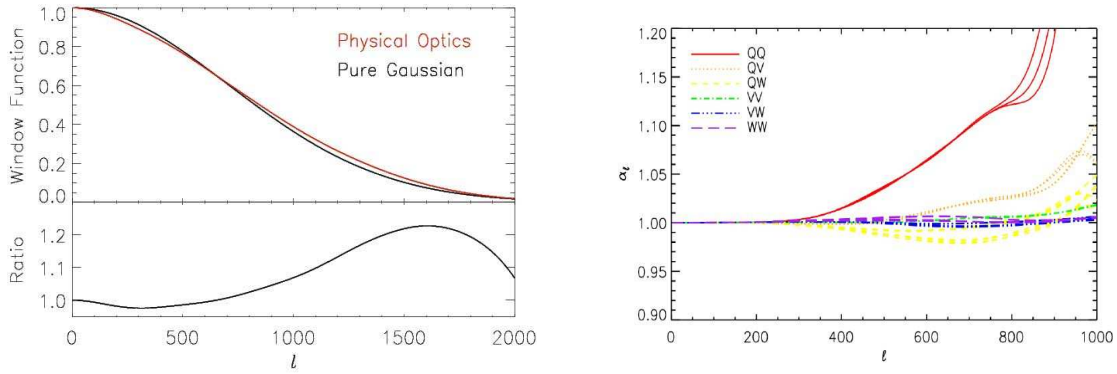 1.0
0.8
0.6
0.4
0.2
0.0
Window Function
Physical Optics
Pure Gaussian
1.2
1.1
1.0
Ratio
0 500 1000 1500 2000
l
1.20
1.15
1.10
1.05
1.00
0.95
0.90
αℓ
QQ
QV
QW
VV
VW
WW
0 200 400 600 800 1000
ℓ